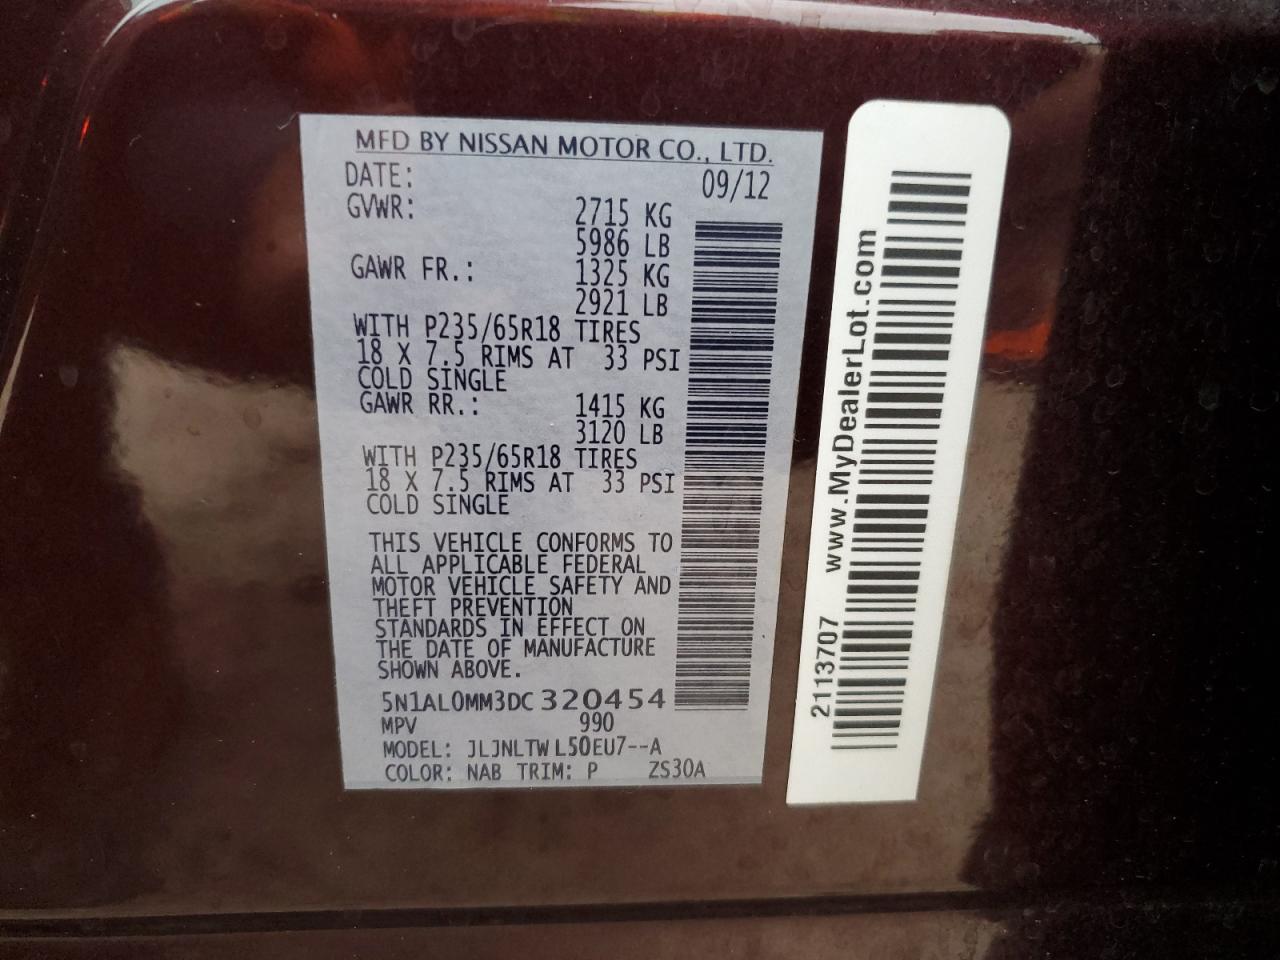 MFD BY NISSAN MOTOR CO., LTD.
DATE: 09/12
GVWR: 2715 KG
5986 LB
GAWR FR.: 1325 KG
2921 LB
WITH P235/65R18 TIRES
18 X 7.5 RIMS AT 33 PSI
COLD SINGLE
GAWR RR.: 1415 KG
3120 LB
WITH P235/65R18 TIRES
18 X 7.5 RIMS AT 33 PSI
COLD SINGLE
THIS VEHICLE CONFORMS TO
ALL APPLICABLE FEDERAL
MOTOR VEHICLE SAFETY AND
THEFT PREVENTION
STANDARDS IN EFFECT ON
THE DATE OF MANUFACTURE
SHOWN ABOVE.
5N1AL0MM3DC320454
MPV 990
MODEL: JLJNLTWL50EU7--A
COLOR: NAB TRIM: P ZS30A
2113707 www.MyDealerLot.com